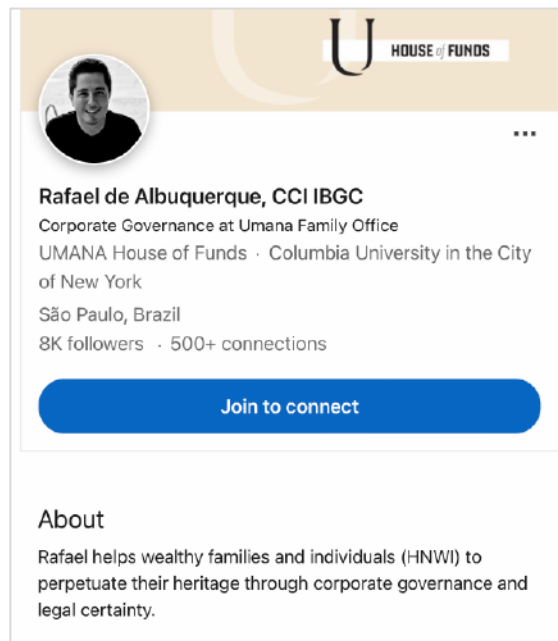 U HOUSE of FUNDS
...
Rafael de Albuquerque, CCI IBGC
Corporate Governance at Umana Family Office
UMANA House of Funds · Columbia University in the City
of New York
São Paulo, Brazil
8K followers · 500+ connections
Join to connect
About
Rafael helps wealthy families and individuals (HNWI) to
perpetuate their heritage through corporate governance and
legal certainty.